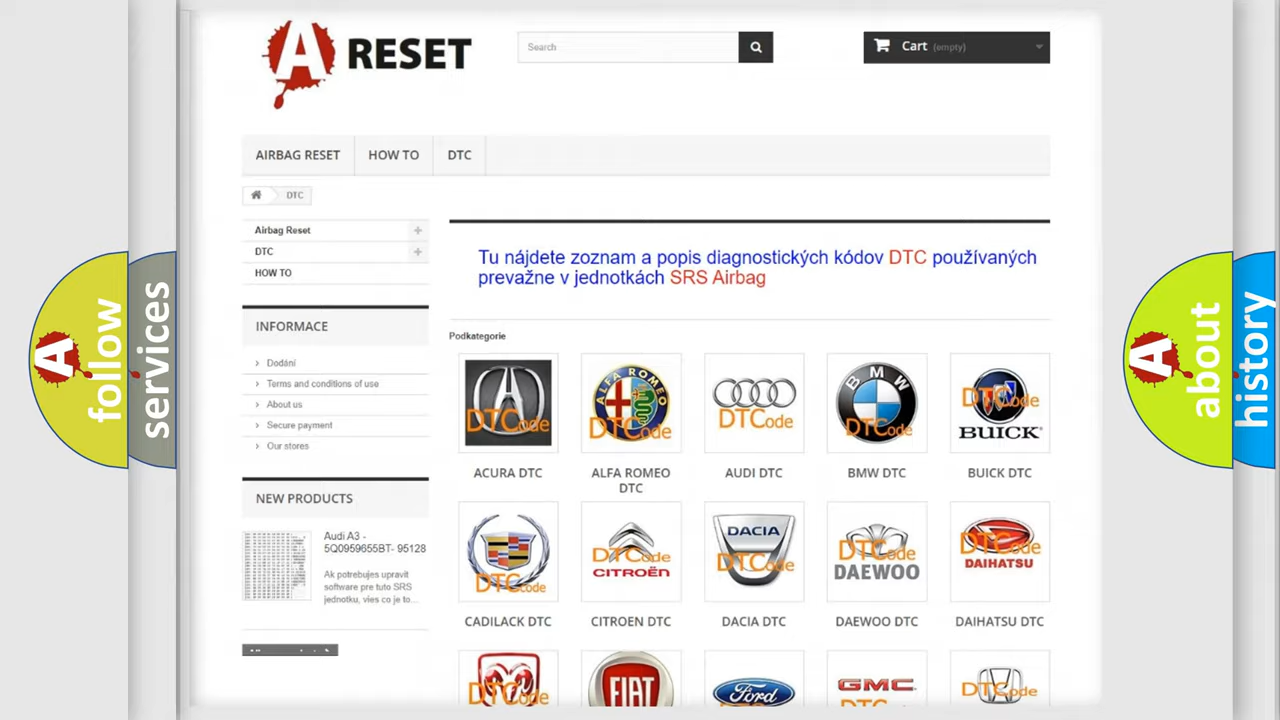 A RESET
Search
Cart (empty)
AIRBAG RESET
HOW TO
DTC
DTC
Airbag Reset
DTC
HOW TO
INFORMACE
Dodání
Terms and conditions of use
About us
Secure payment
Our stores
NEW PRODUCTS
Audi A3 -
5Q0959655BT- 95128
Ak potrebujes upravit
software pre tuto SRS
jednotku, vies co je to...
Tu nájdete zoznam a popis diagnostických kódov DTC používaných
prevažne v jednotkách SRS Airbag
Podkategorie
DTCode
ALFA ROMEO
DTCode
DTCode
BMW
DTCode
DTCode
BUICK
ACURA DTC
ALFA ROMEO
DTC
AUDI DTC
BMW DTC
BUICK DTC
DTCode
DTCode
CITROËN
DACIA
DTCode
DTCode
DAEWOO
DTCode
DAIHATSU
CADILACK DTC
CITROEN DTC
DACIA DTC
DAEWOO DTC
DAIHATSU DTC
DTCode
FIAT
Ford
GMC
DTCode
A follow
services
A about
history